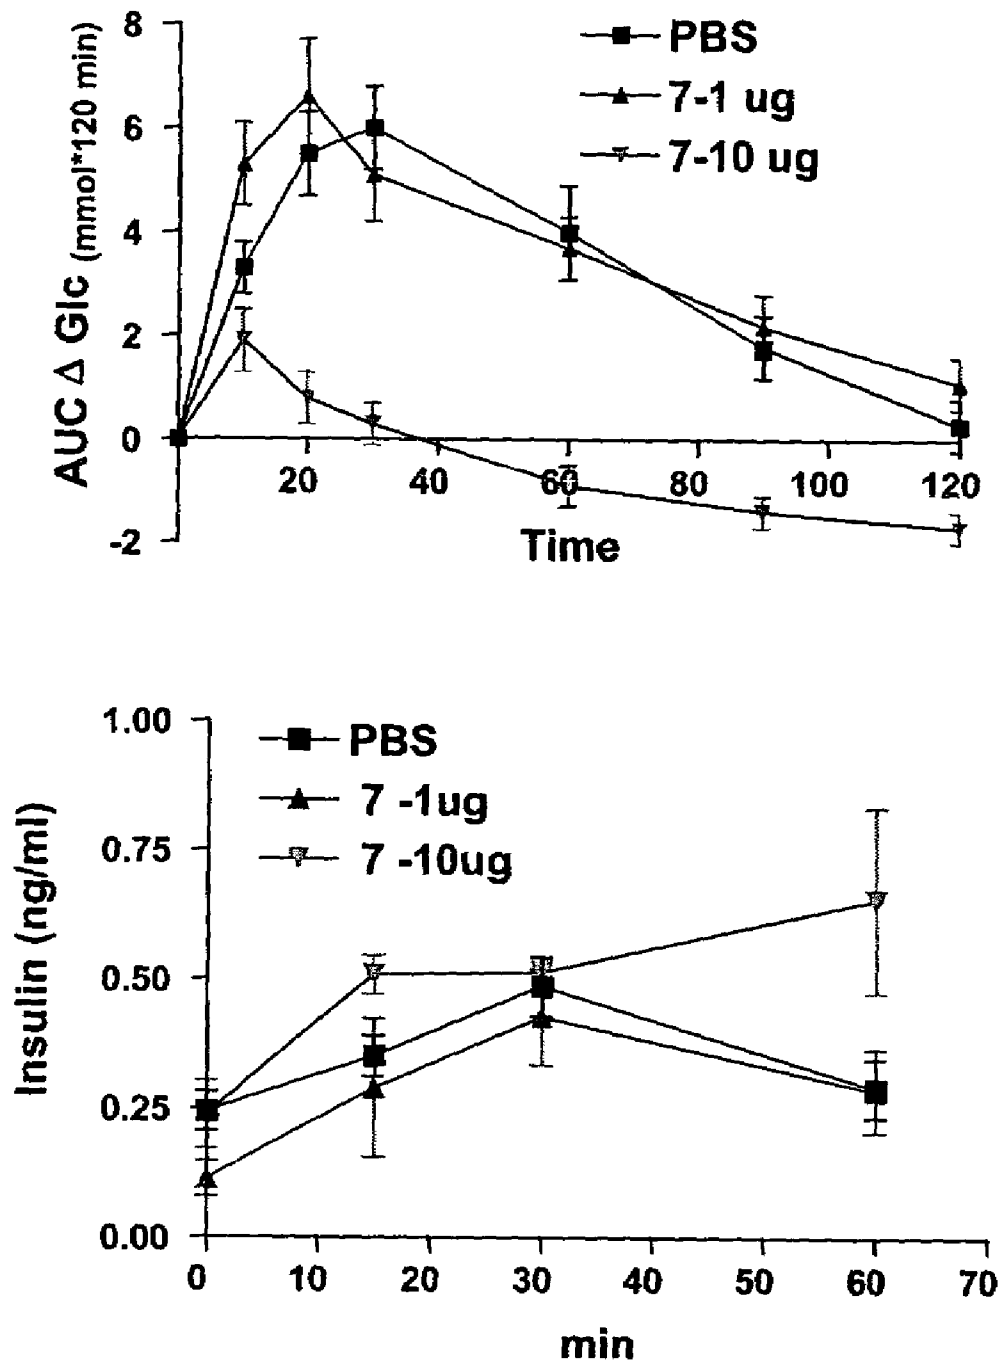 8
PBS
7-1 ug
6
7-10 ug
4
2
0
-2
AUC Δ Glc (mmol*120 min)
20 40 60 80 100 120
Time
1.00
PBS
7 -1ug
0.75
7 -10ug
0.50
0.25
0.00
Insulin (ng/ml)
0 10 20 30 40 50 60 70
min